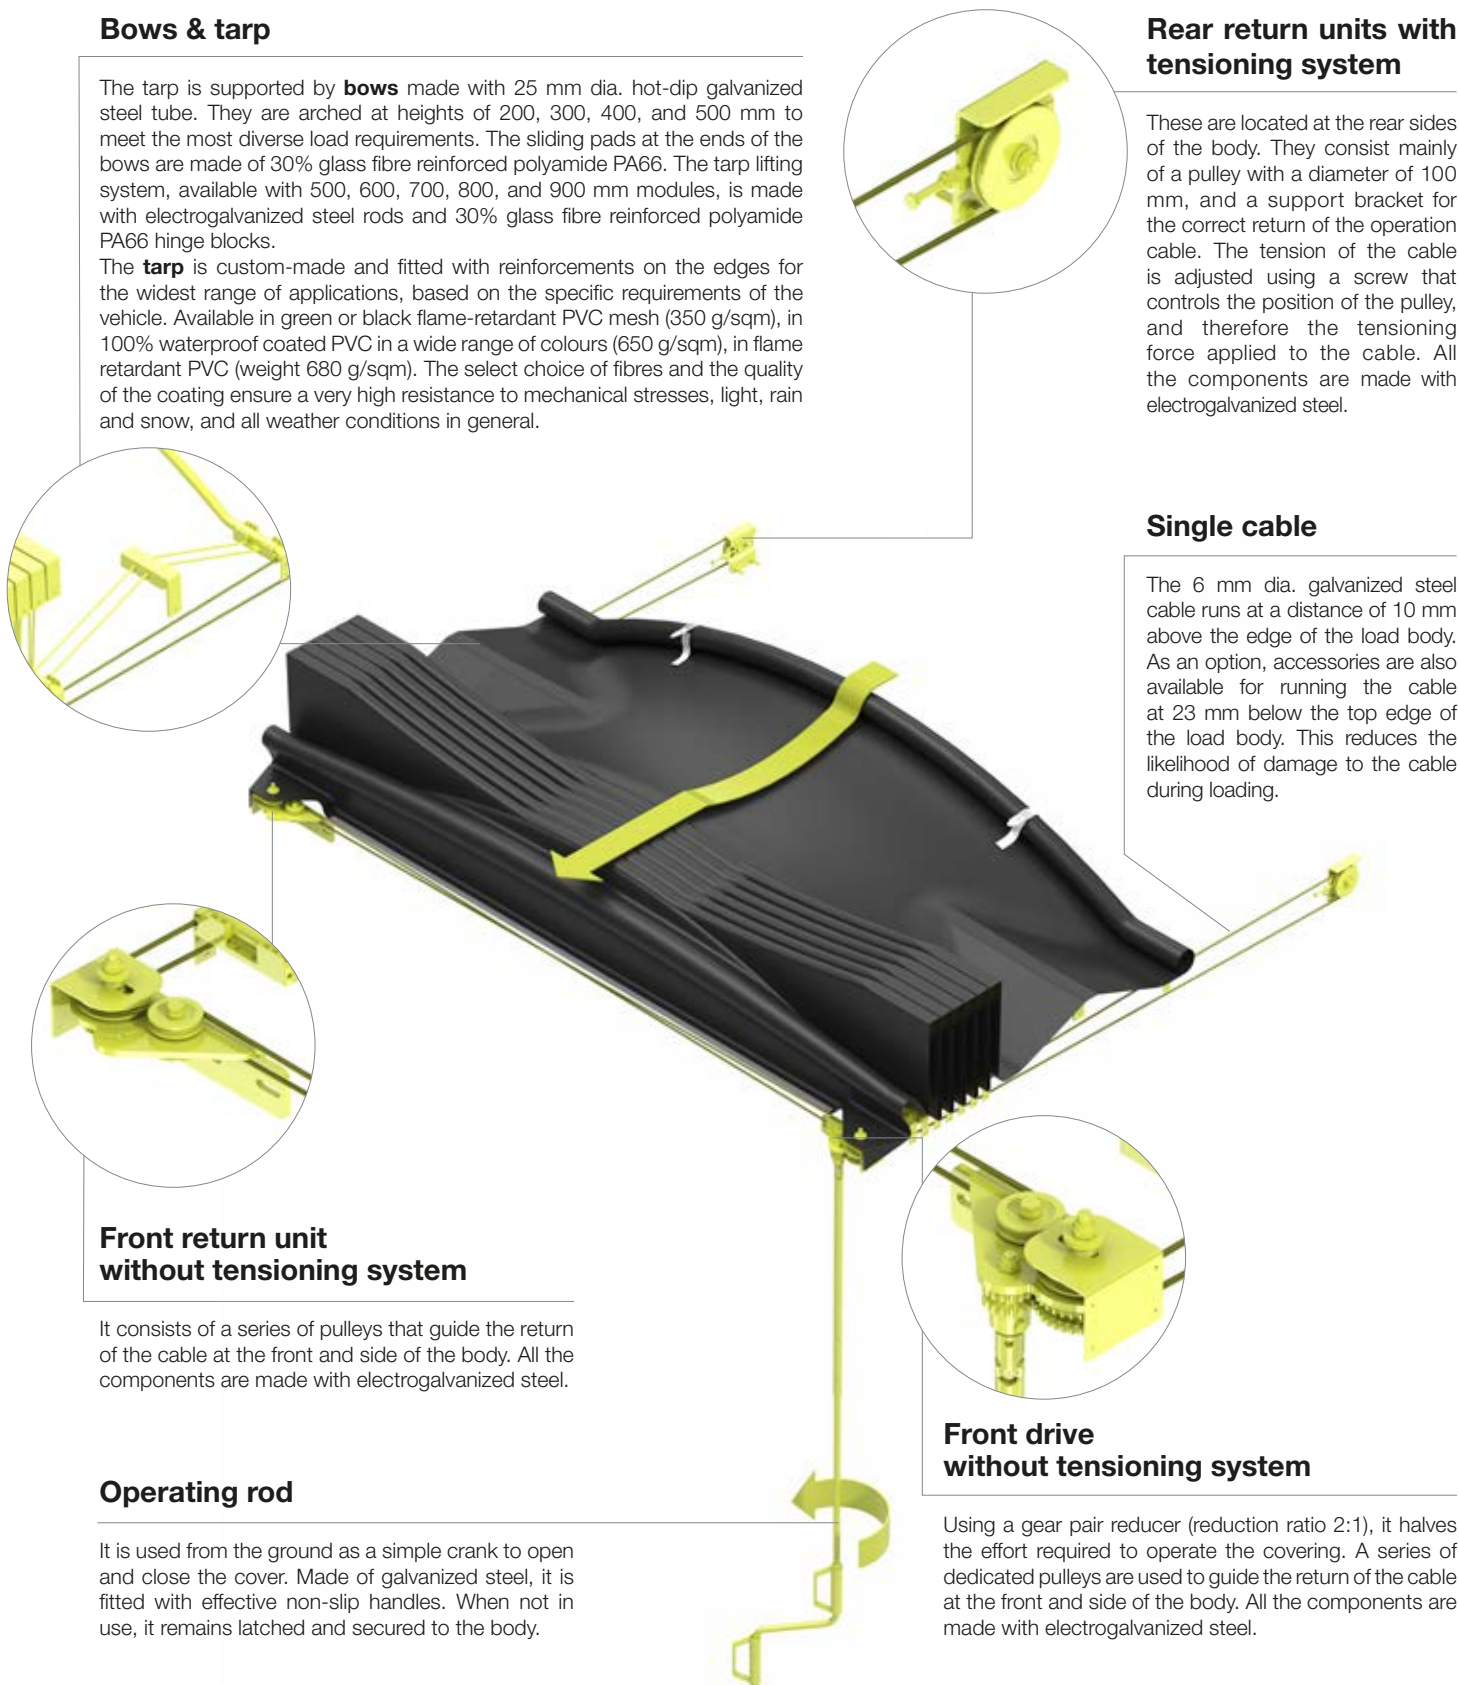 Bows & tarp
The tarp is supported by bows made with 25 mm dia. hot-dip galvanized
steel tube. They are arched at heights of 200, 300, 400, and 500 mm to
meet the most diverse load requirements. The sliding pads at the ends of the
bows are made of 30% glass fibre reinforced polyamide PA66. The tarp lifting
system, available with 500, 600, 700, 800, and 900 mm modules, is made
with electrogalvanized steel rods and 30% glass fibre reinforced polyamide
PA66 hinge blocks.
The tarp is custom-made and fitted with reinforcements on the edges for
the widest range of applications, based on the specific requirements of the
vehicle. Available in green or black flame-retardant PVC mesh (350 g/sqm), in
100% waterproof coated PVC in a wide range of colours (650 g/sqm), in flame
retardant PVC (weight 680 g/sqm). The select choice of fibres and the quality
of the coating ensure a very high resistance to mechanical stresses, light, rain
and snow, and all weather conditions in general.
Rear return units with
tensioning system
These are located at the rear sides
of the body. They consist mainly
of a pulley with a diameter of 100
mm, and a support bracket for
the correct return of the operation
cable. The tension of the cable
is adjusted using a screw that
controls the position of the pulley,
and therefore the tensioning
force applied to the cable. All
the components are made with
electrogalvanized steel.
Single cable
The 6 mm dia. galvanized steel
cable runs at a distance of 10 mm
above the edge of the load body.
As an option, accessories are also
available for running the cable
at 23 mm below the top edge of
the load body. This reduces the
likelihood of damage to the cable
during loading.
Front return unit
without tensioning system
It consists of a series of pulleys that guide the return
of the cable at the front and side of the body. All the
components are made with electrogalvanized steel.
Operating rod
It is used from the ground as a simple crank to open
and close the cover. Made of galvanized steel, it is
fitted with effective non-slip handles. When not in
use, it remains latched and secured to the body.
Front drive
without tensioning system
Using a gear pair reducer (reduction ratio 2:1), it halves
the effort required to operate the covering. A series of
dedicated pulleys are used to guide the return of the cable
at the front and side of the body. All the components are
made with electrogalvanized steel.